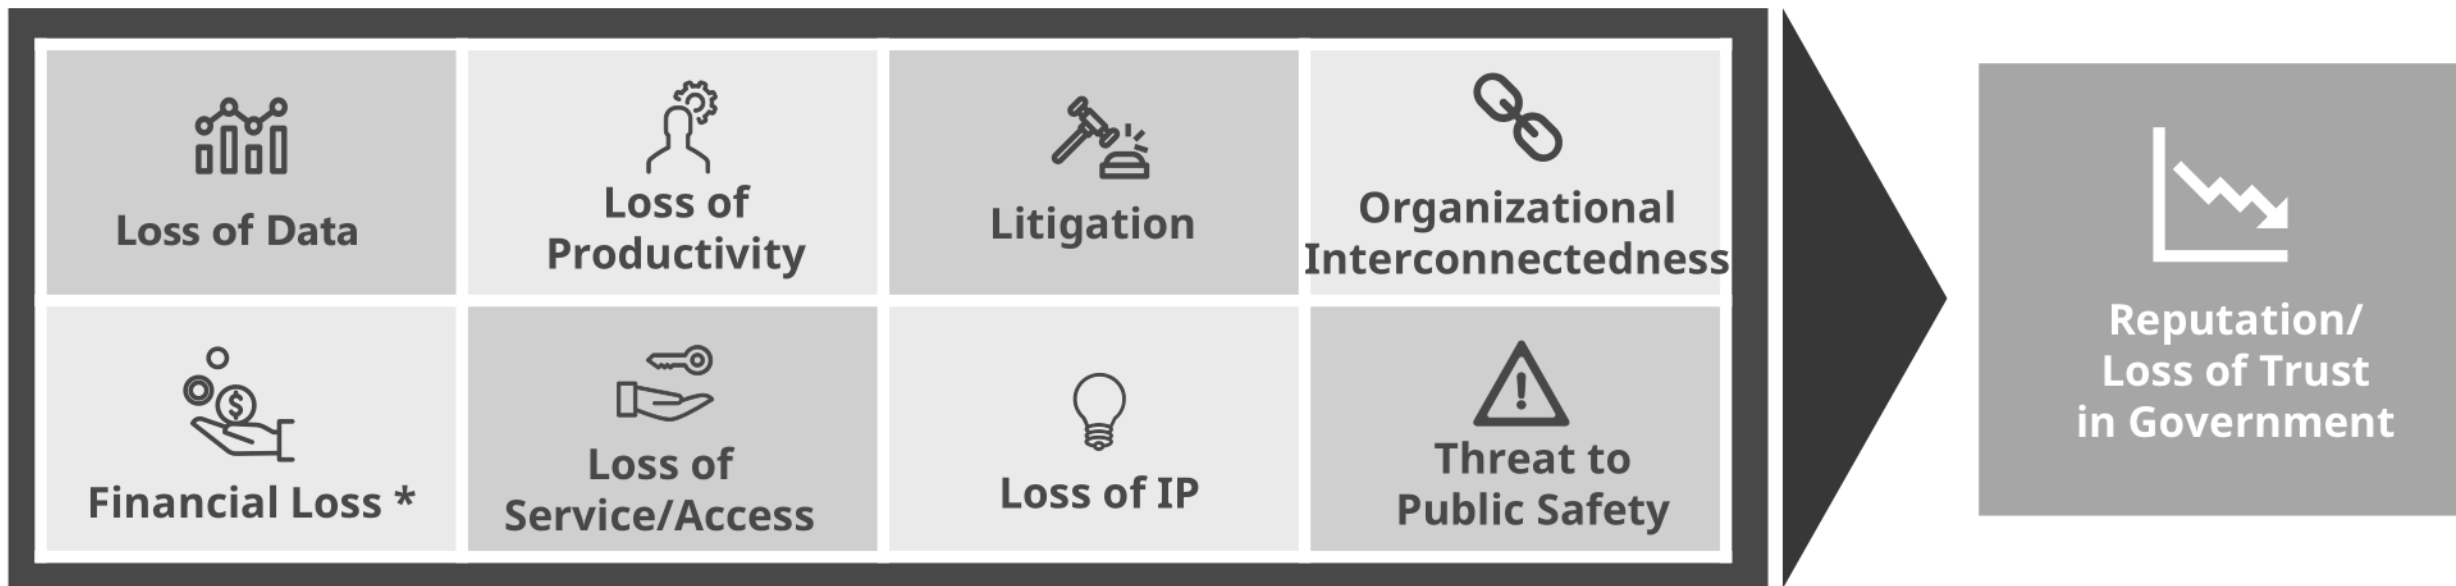 Loss of Data
Loss of
Productivity
Litigation
Organizational
Interconnectedness
Financial Loss *
Loss of
Service/Access
Loss of IP
Threat to
Public Safety
Reputation/
Loss of Trust
in Government